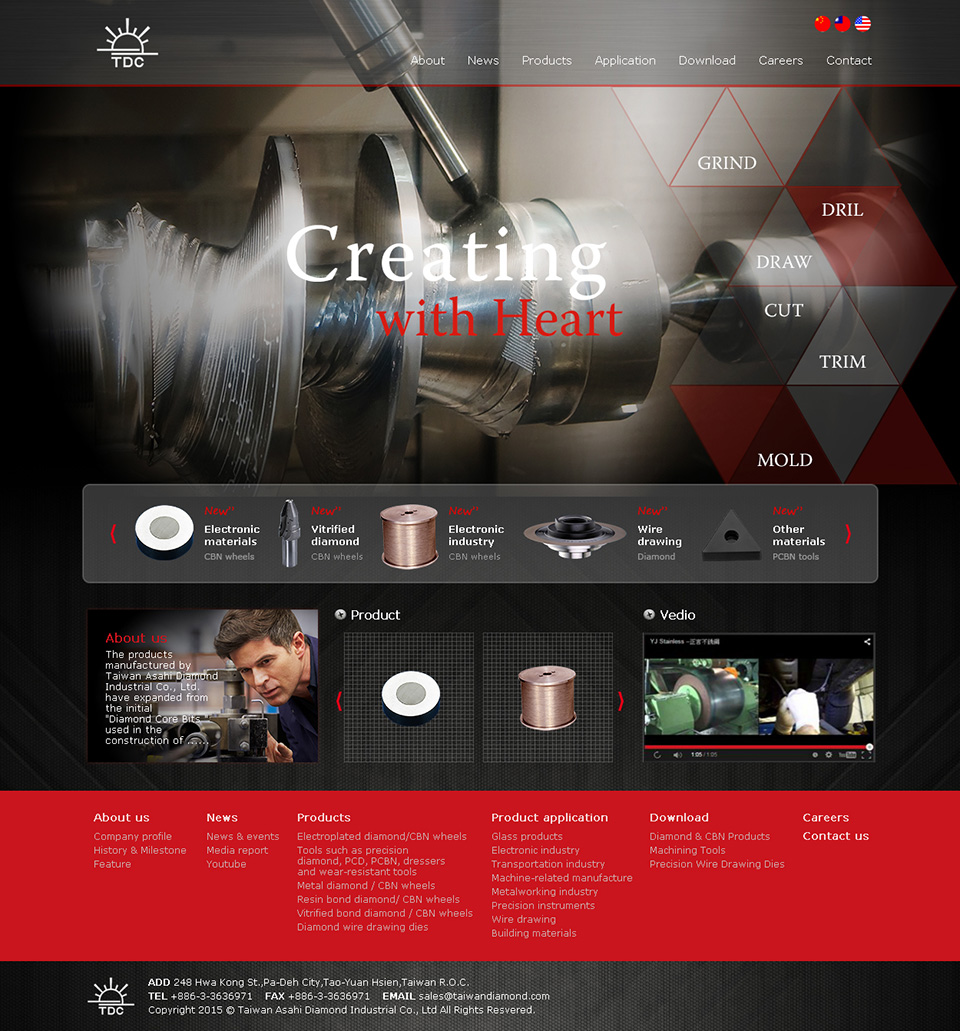 TDC
About News Products Application Download Careers Contact
GRIND
DRIL
DRAW
CUT
TRIM
MOLD
Creating
with Heart
New"
Electronic
materials
CBN wheels
New"
Vitrified
diamond
CBN wheels
New"
Electronic
industry
CBN wheels
New"
Wire
drawing
Diamond
New"
Other
materials
PCBN tools
About us
The products
manufactured by
Taiwan Asahi Diamond
Industrial Co., Ltd.
have expanded from
the initial
"Diamond Core Bits "
used in the
construction of ......
Product
Vedio
YJ Stainless -正宮不銹鋼
1:05 / 1:05
YouTube
About us
Company profile
History & Milestone
Feature
News
News & events
Media report
Youtube
Products
Electroplated diamond/CBN wheels
Tools such as precision
diamond, PCD, PCBN, dressers
and wear-resistant tools
Metal diamond / CBN wheels
Resin bond diamond/ CBN wheels
Vitrified bond diamond / CBN wheels
Diamond wire drawing dies
Product application
Glass products
Electronic industry
Transportation industry
Machine-related manufacture
Metalworking industry
Precision instruments
Wire drawing
Building materials
Download
Diamond & CBN Products
Machining Tools
Precision Wire Drawing Dies
Careers
Contact us
TDC
ADD 248 Hwa Kong St.,Pa-Deh City,Tao-Yuan Hsien,Taiwan R.O.C.
TEL +886-3-3636971 FAX +886-3-3636971 EMAIL sales@taiwandiamond.com
Copyright 2015 © Taiwan Asahi Diamond Industrial Co., Ltd All Rights Resvered.